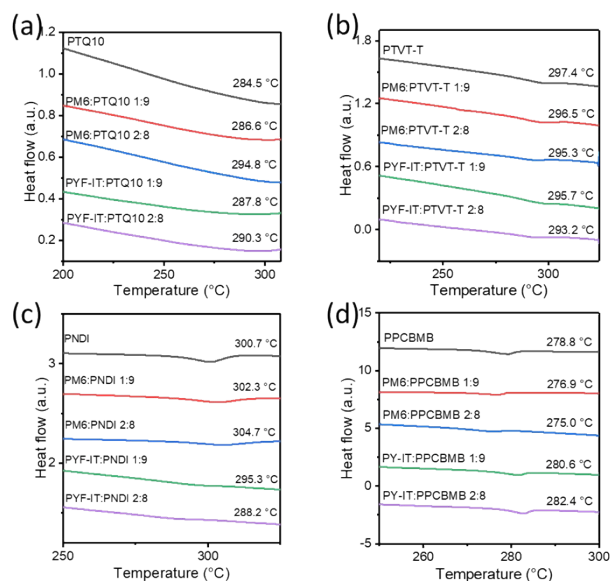 (a)
1.2
1.0
0.8
0.6
0.4
0.2
Heat flow (a.u.)
PTQ10
284.5 °C
PM6:PTQ10 1:9
286.6 °C
PM6:PTQ10 2:8
294.8 °C
PYF-IT:PTQ10 1:9
287.8 °C
PYF-IT:PTQ10 2:8
290.3 °C
200
250
300
Temperature (°C)
(b)
1.8
1.2
0.6
0.0
Heat flow (a.u.)
PTVT-T
297.4 °C
PM6:PTVT-T 1:9
296.5 °C
PM6:PTVT-T 2:8
295.3 °C
PYF-IT:PTVT-T 1:9
295.7 °C
PYF-IT:PTVT-T 2:8
293.2 °C
250
300
Temperature (°C)
(c)
3
2
Heat flow (a.u.)
PNDI
300.7 °C
PM6:PNDI 1:9
302.3 °C
PM6:PNDI 2:8
304.7 °C
PYF-IT:PNDI 1:9
295.3 °C
PYF-IT:PNDI 2:8
288.2 °C
250
300
Temperature (°C)
(d)
15
10
5
0
-5
Heat flow (a.u.)
PPCBMB
278.8 °C
PM6:PPCBMB 1:9
276.9 °C
PM6:PPCBMB 2:8
275.0 °C
PY-IT:PPCBMB 1:9
280.6 °C
PY-IT:PPCBMB 2:8
282.4 °C
260
280
300
Temperature (°C)